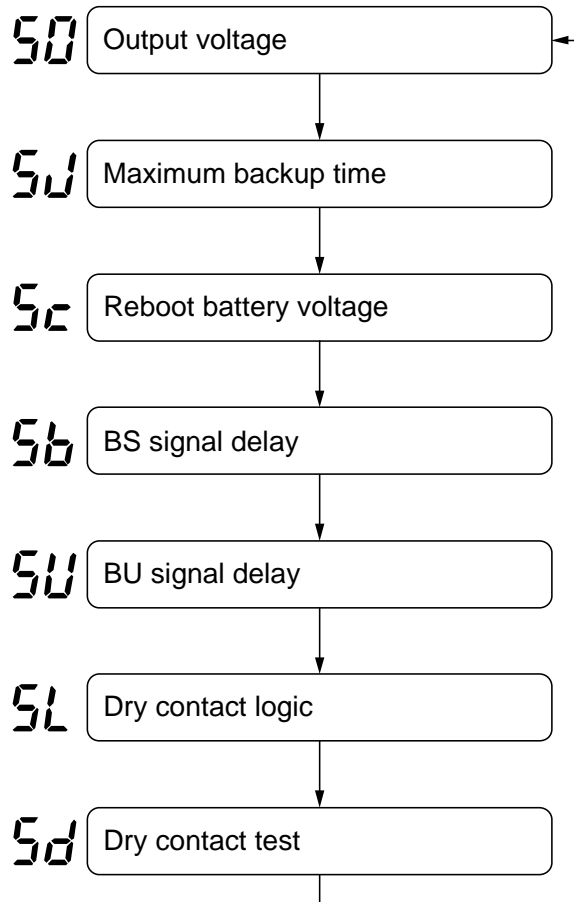 S0 Output voltage
SJ Maximum backup time
Sc Reboot battery voltage
Sb BS signal delay
SU BU signal delay
SL Dry contact logic
Sd Dry contact test